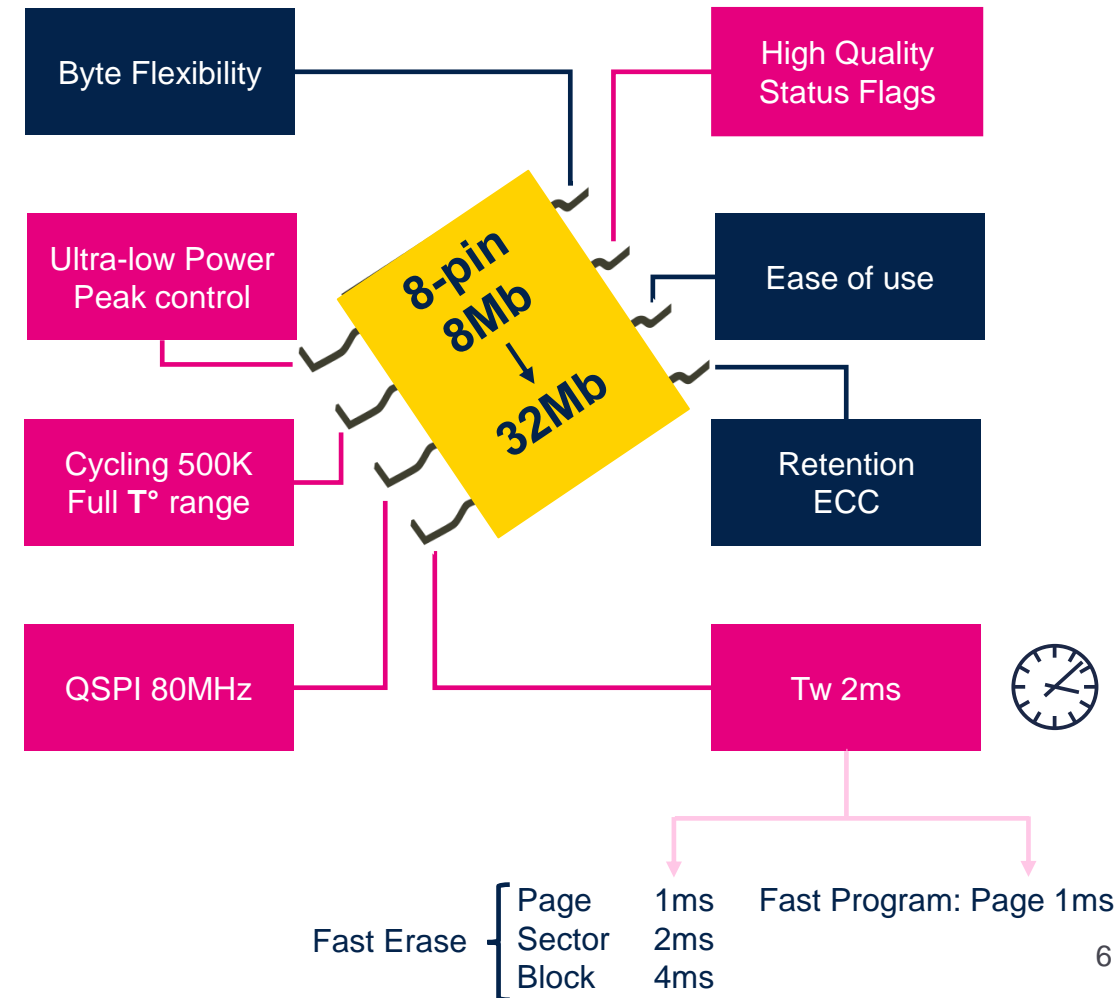 Byte Flexibility
High Quality
Status Flags
Ultra-low Power
Peak control
8-pin
8Mb
32Mb
Ease of use
Cycling 500K
Full T° range
Retention
ECC
QSPI 80MHz
Tw 2ms
Fast Erase
Page 1ms
Sector 2ms
Block 4ms
Fast Program: Page 1ms
6